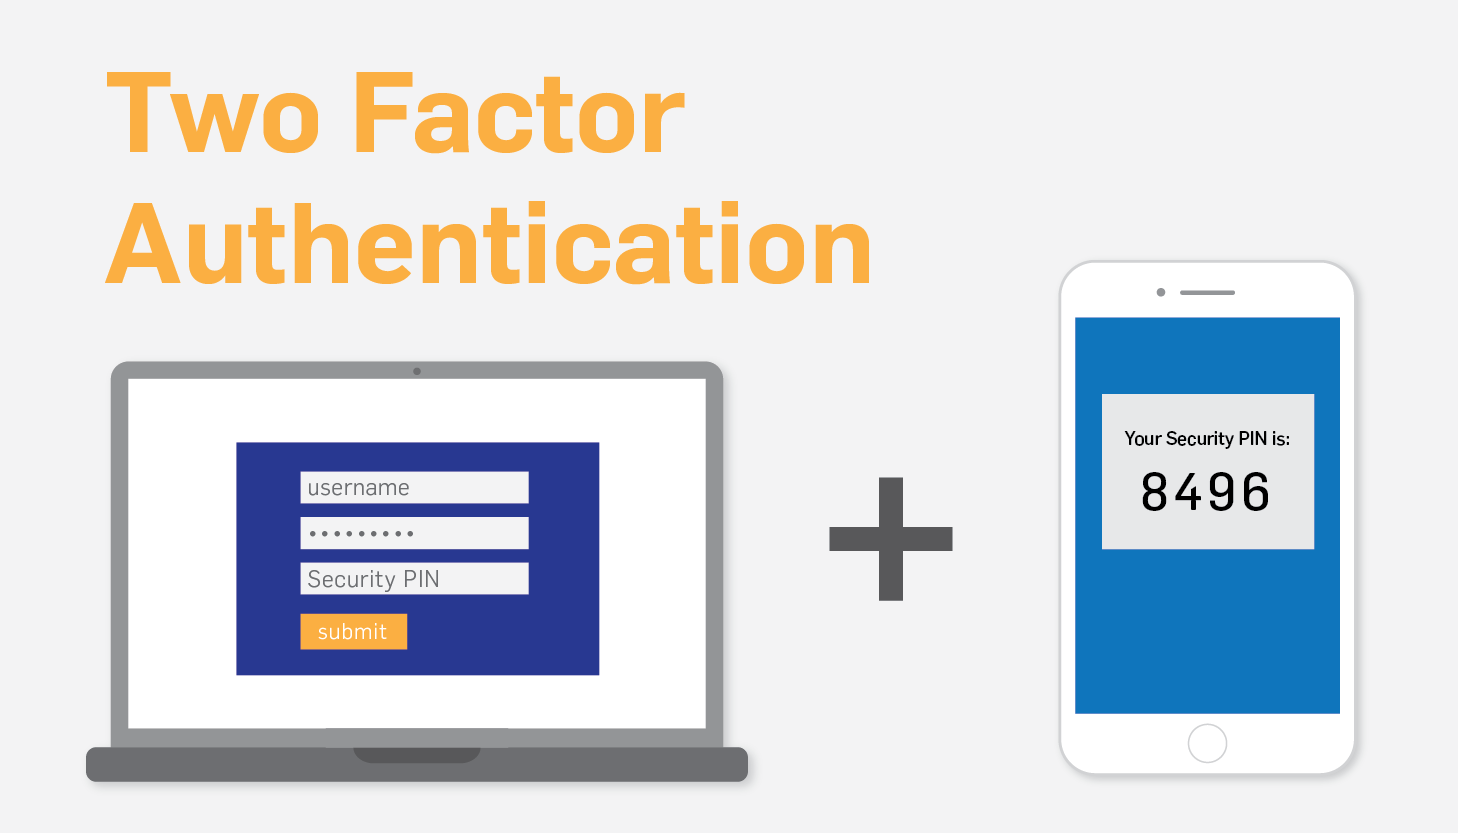 Two Factor
Authentication
username
•••••••••
Security PIN
submit
Your Security PIN is:
8496